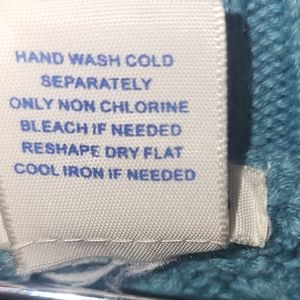 HAND WASH COLD
SEPARATELY
ONLY NON CHLORINE
BLEACH IF NEEDED
RESHAPE DRY FLAT
COOL IRON IF NEEDED